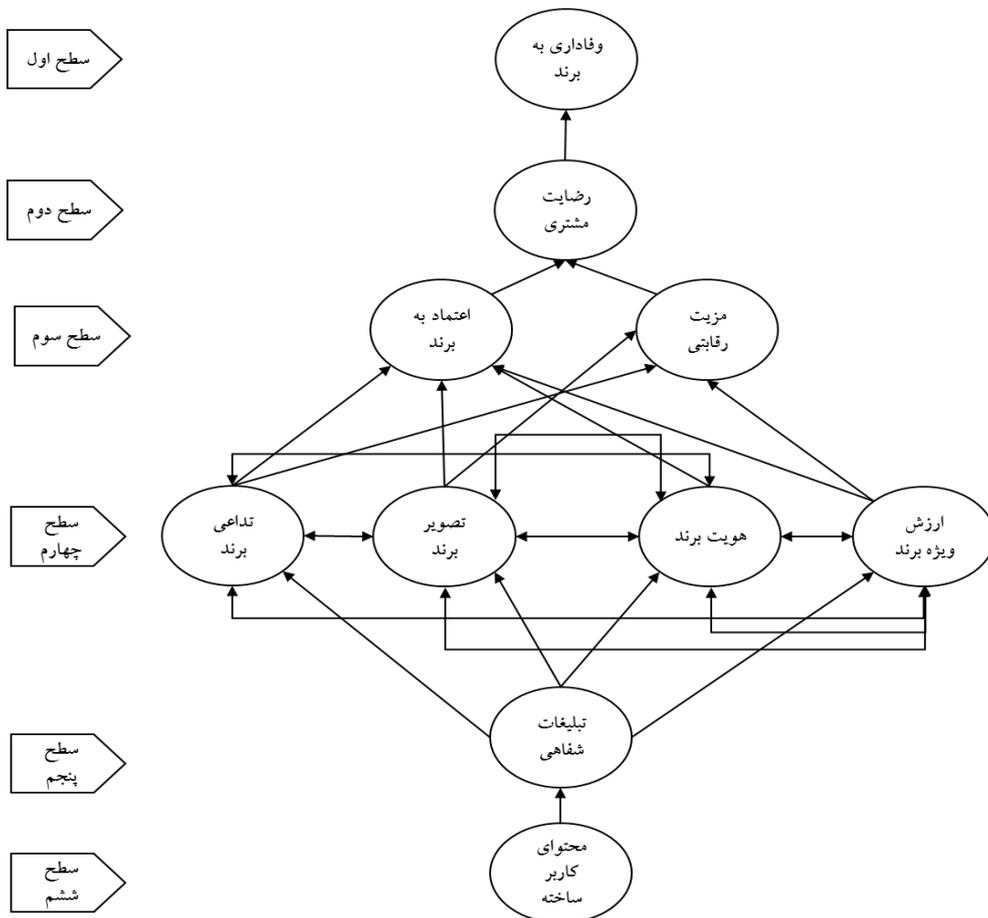 سطح اول
وفاداری به
برند
سطح دوم
رضایت
مشتری
سطح سوم
مزیت
رقابتی
اعتماد به
برند
سطح
چهارم
ارزش
ویژه برند
هویت برند
تصویر
برند
تداعی
برند
سطح
پنجم
تبلیغات
شفاهی
سطح
ششم
محتوای
کاربر
ساخته